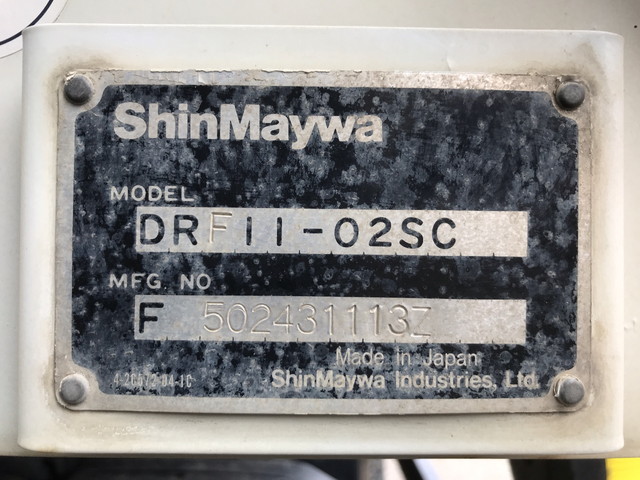 ShinMaywa
MODEL
DRF11-02SC
MFG NO
F 502431113Z
Made in Japan
ShinMaywa Industries, Ltd.